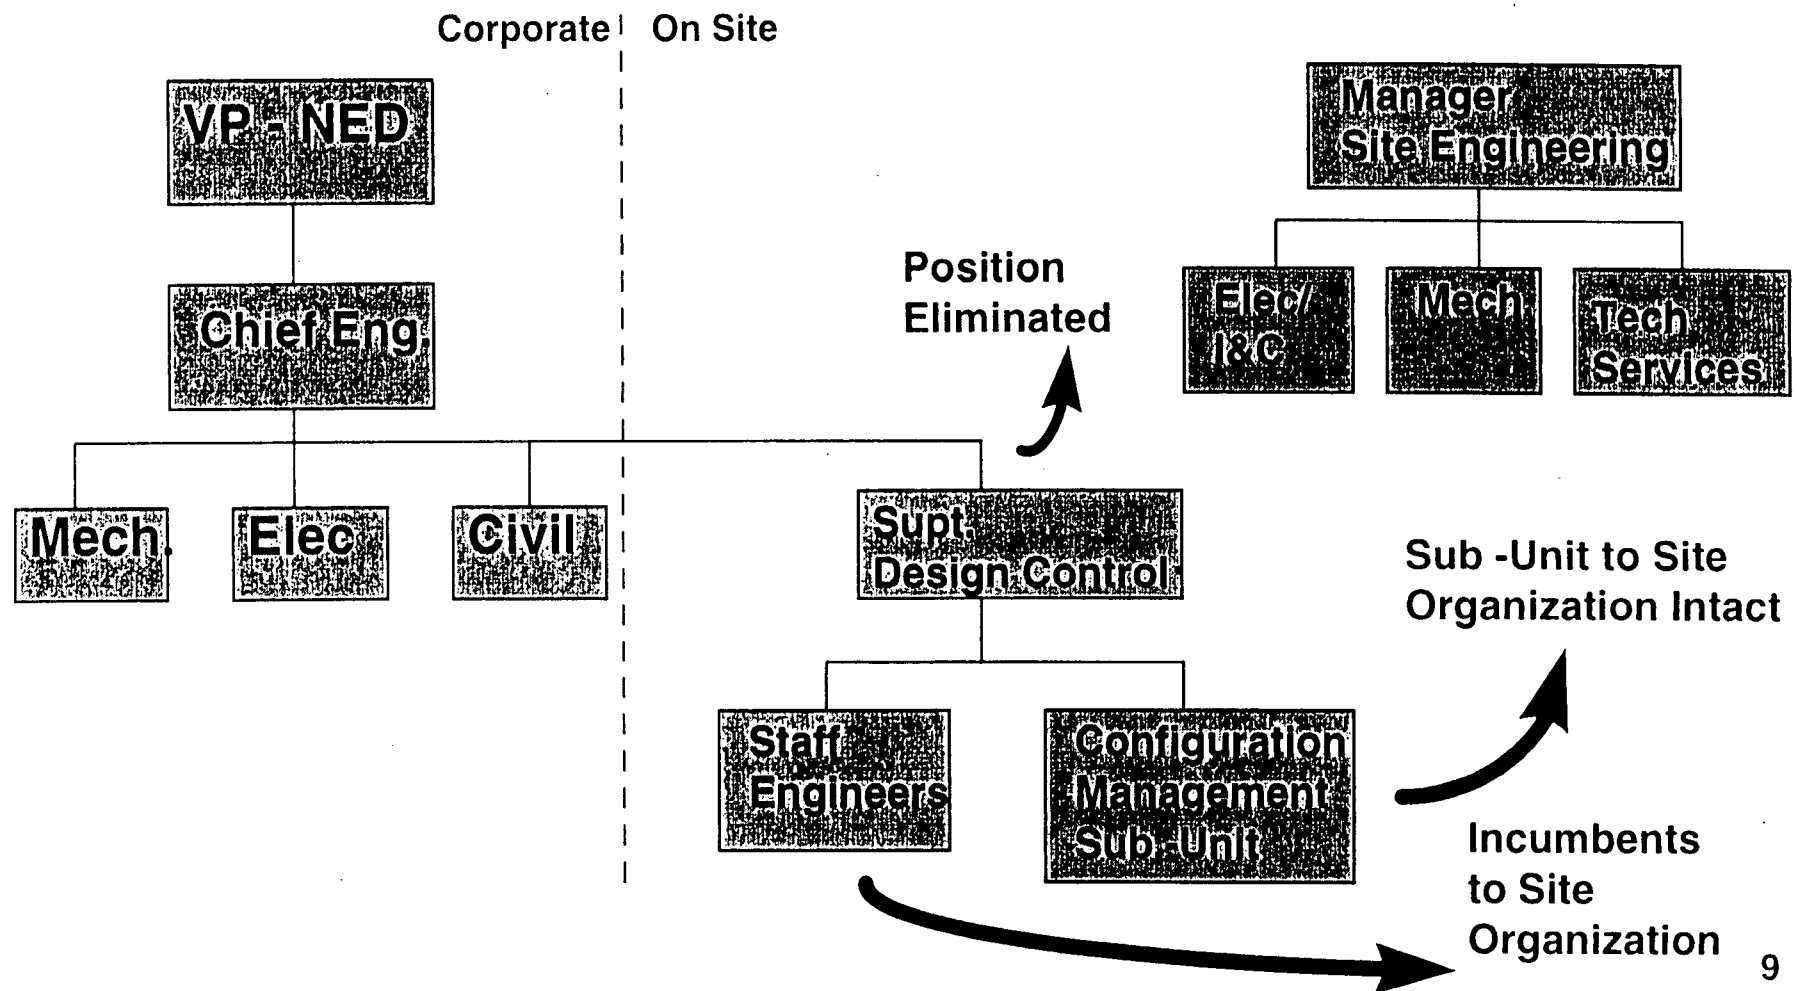 Corporate On Site
VP - NED
Manager
Site Engineering
Position
Eliminated
Chief Eng.
Elec/
I&C
Mech
Tech
Services
Mech.
Elec
Civil
Supt.
Design Control
Sub -Unit to Site
Organization Intact
Staff
Engineers
Configuration
Management
Sub.-Unit
Incumbents
to Site
Organization
9